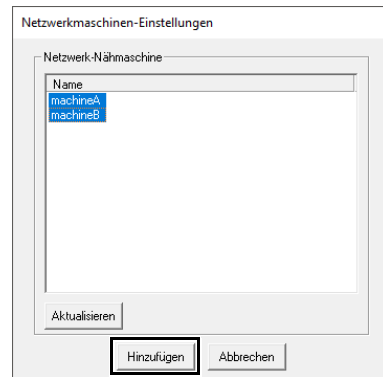 Netzwerkmaschinen-Einstellungen
Netzwerk-Nähmaschine
Name
machineA
machineB
Aktualisieren
Hinzufügen Abbrechen